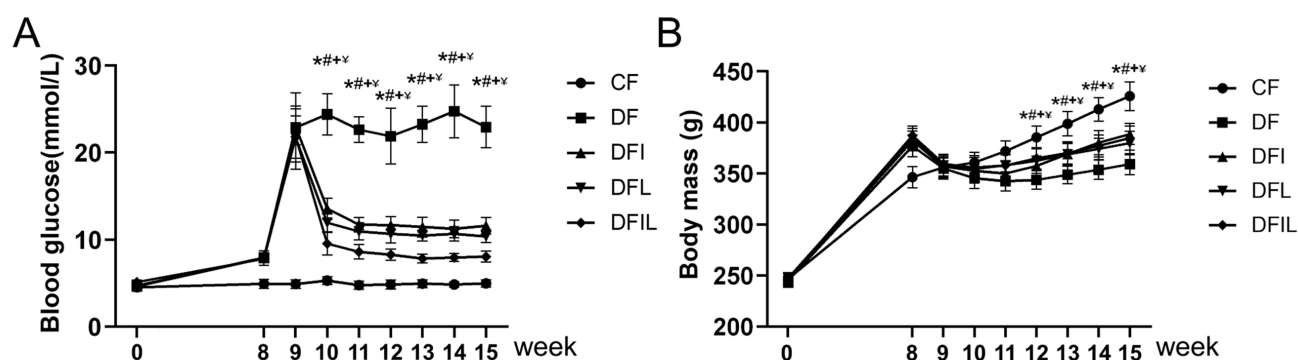 A
Blood glucose(mmol/L)
30
20
10
0
*#+¥
*#+¥
*#+¥
*#+¥
*#+¥
*#+¥
0 8 9 10 11 12 13 14 15 week
CF
DF
DFI
DFL
DFIL
B
Body mass (g)
450
400
350
300
250
200
*#+¥
*#+¥
*#+¥
*#+¥
0 8 9 10 11 12 13 14 15 week
CF
DF
DFI
DFL
DFIL